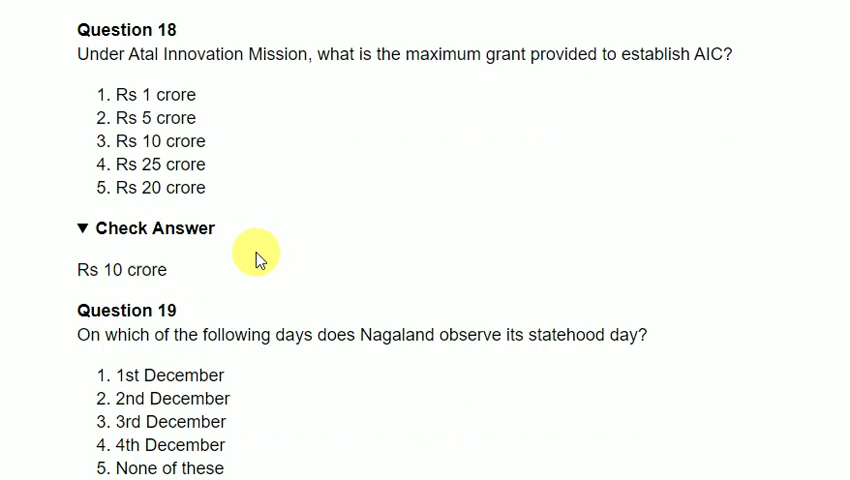 Question 18
Under Atal Innovation Mission, what is the maximum grant provided to establish AIC?
1. Rs 1 crore
2. Rs 5 crore
3. Rs 10 crore
4. Rs 25 crore
5. Rs 20 crore
▼ Check Answer
Rs 10 crore
Question 19
On which of the following days does Nagaland observe its statehood day?
1. 1st December
2. 2nd December
3. 3rd December
4. 4th December
5. None of these